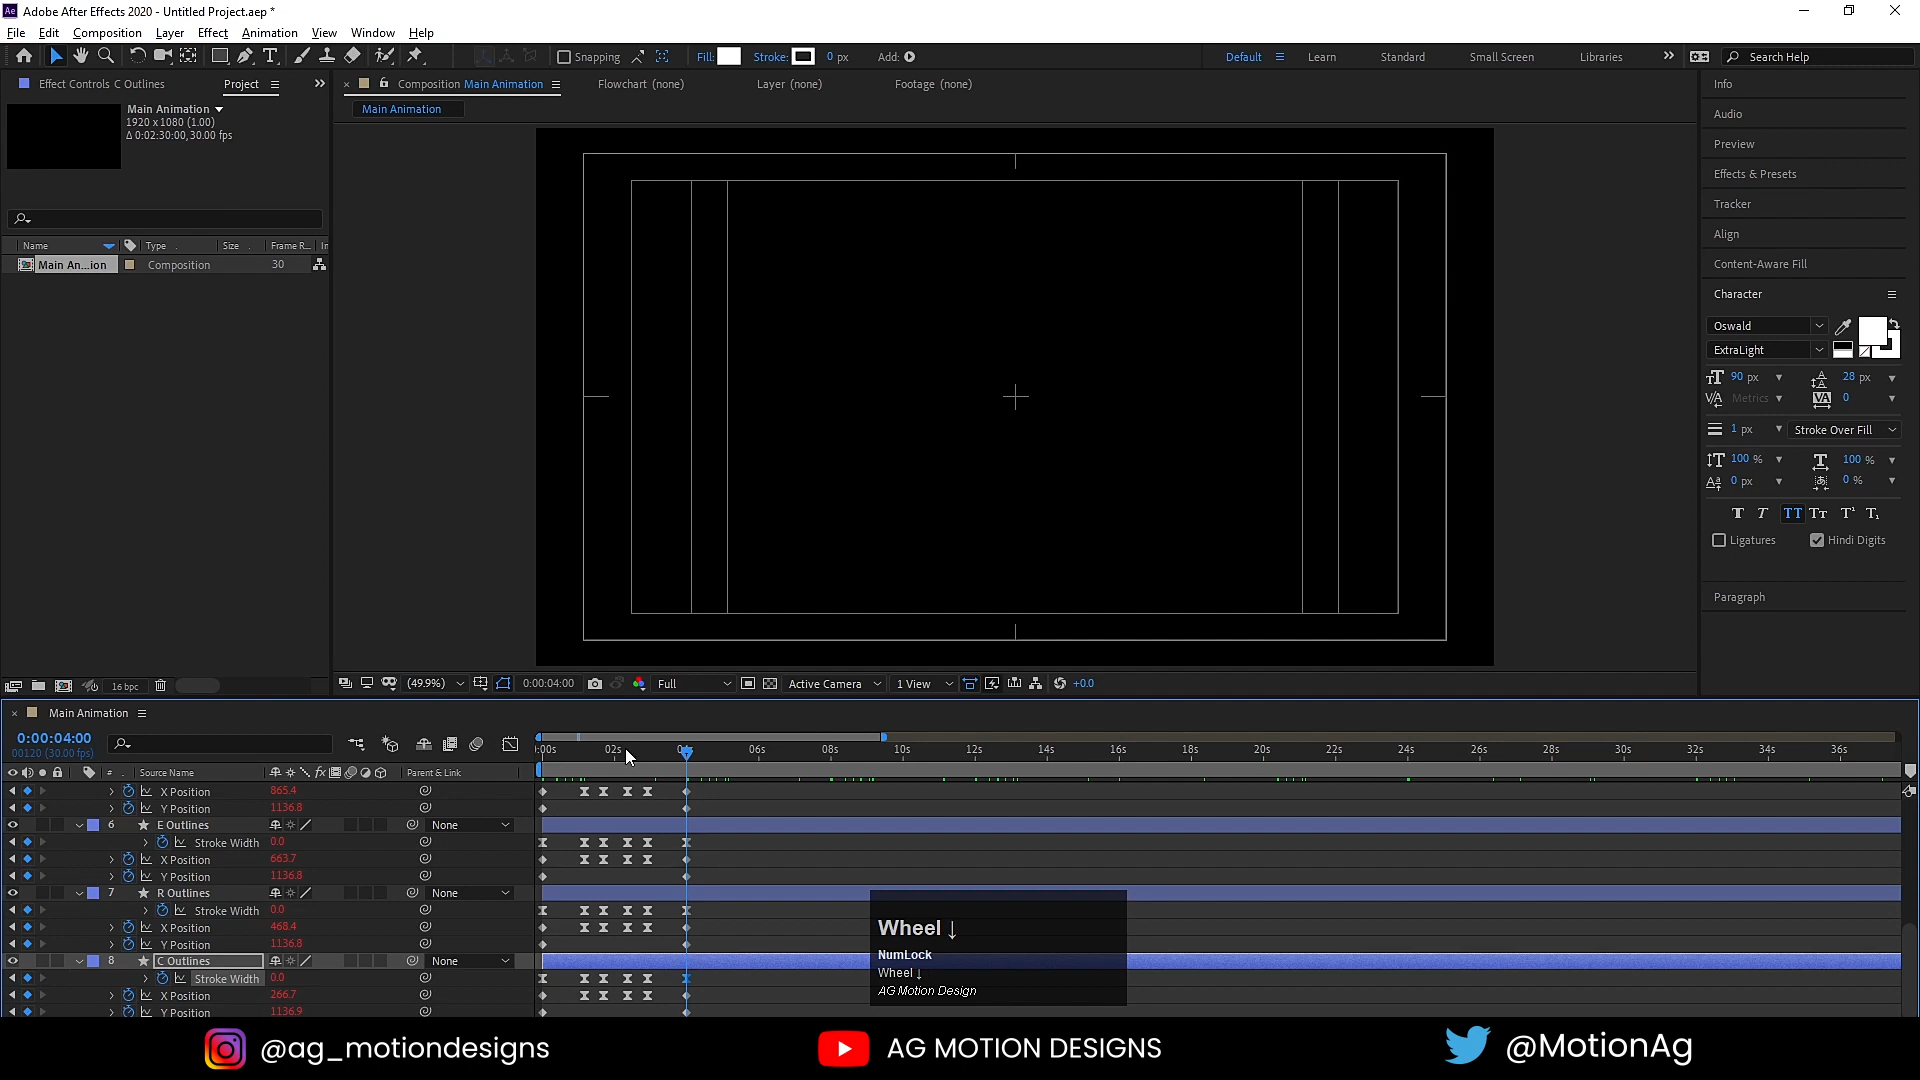 Ae Adobe After Effects 2020 - Untitled Project.aep *
File Edit Composition Layer Effect Animation View Window Help
Snapping Fill: Stroke: 0 px Add: Default Learn Standard Small Screen Libraries Search Help
Effect Controls C Outlines Project Composition Main Animation Flowchart (none) Layer (none) Footage (none)
Main Animation
Main Animation
1920 x 1080 (1.00)
Δ 0:02:30:00, 30.00 fps
Name Type Size Frame R... In
Main An...ion Composition 30
Info
Audio
Preview
Effects & Presets
Tracker
Align
Content-Aware Fill
Character
Oswald
ExtraLight
90 px 28 px
Metrics 0
1 px Stroke Over Fill
100 % 100 %
0 px 0 %
T T TT Tт T¹ T₁
Ligatures Hindi Digits
Paragraph
16 bpc
(49.9%) 0:00:04:00 Full Active Camera 1 View +0.0
Main Animation
0:00:04:00
00120 (30.00 fps)
):00s 02s 04s 06s 08s 10s 12s 14s 16s 18s 20s 22s 24s 26s 28s 30s 32s 34s 36s
# Source Name fx Parent & Link
X Position 865.4
Y Position 1136.8
6 E Outlines None
Stroke Width 0.0
X Position 663.7
Y Position 1136.8
7 R Outlines None
Stroke Width 0.0
X Position 468.4
Y Position 1136.8
8 C Outlines None
Stroke Width 0.0
X Position 266.7
Y Position 1136.9
Wheel ↓
NumLock
Wheel ↓
AG Motion Design
@ag_motiondesigns AG MOTION DESIGNS @MotionAg